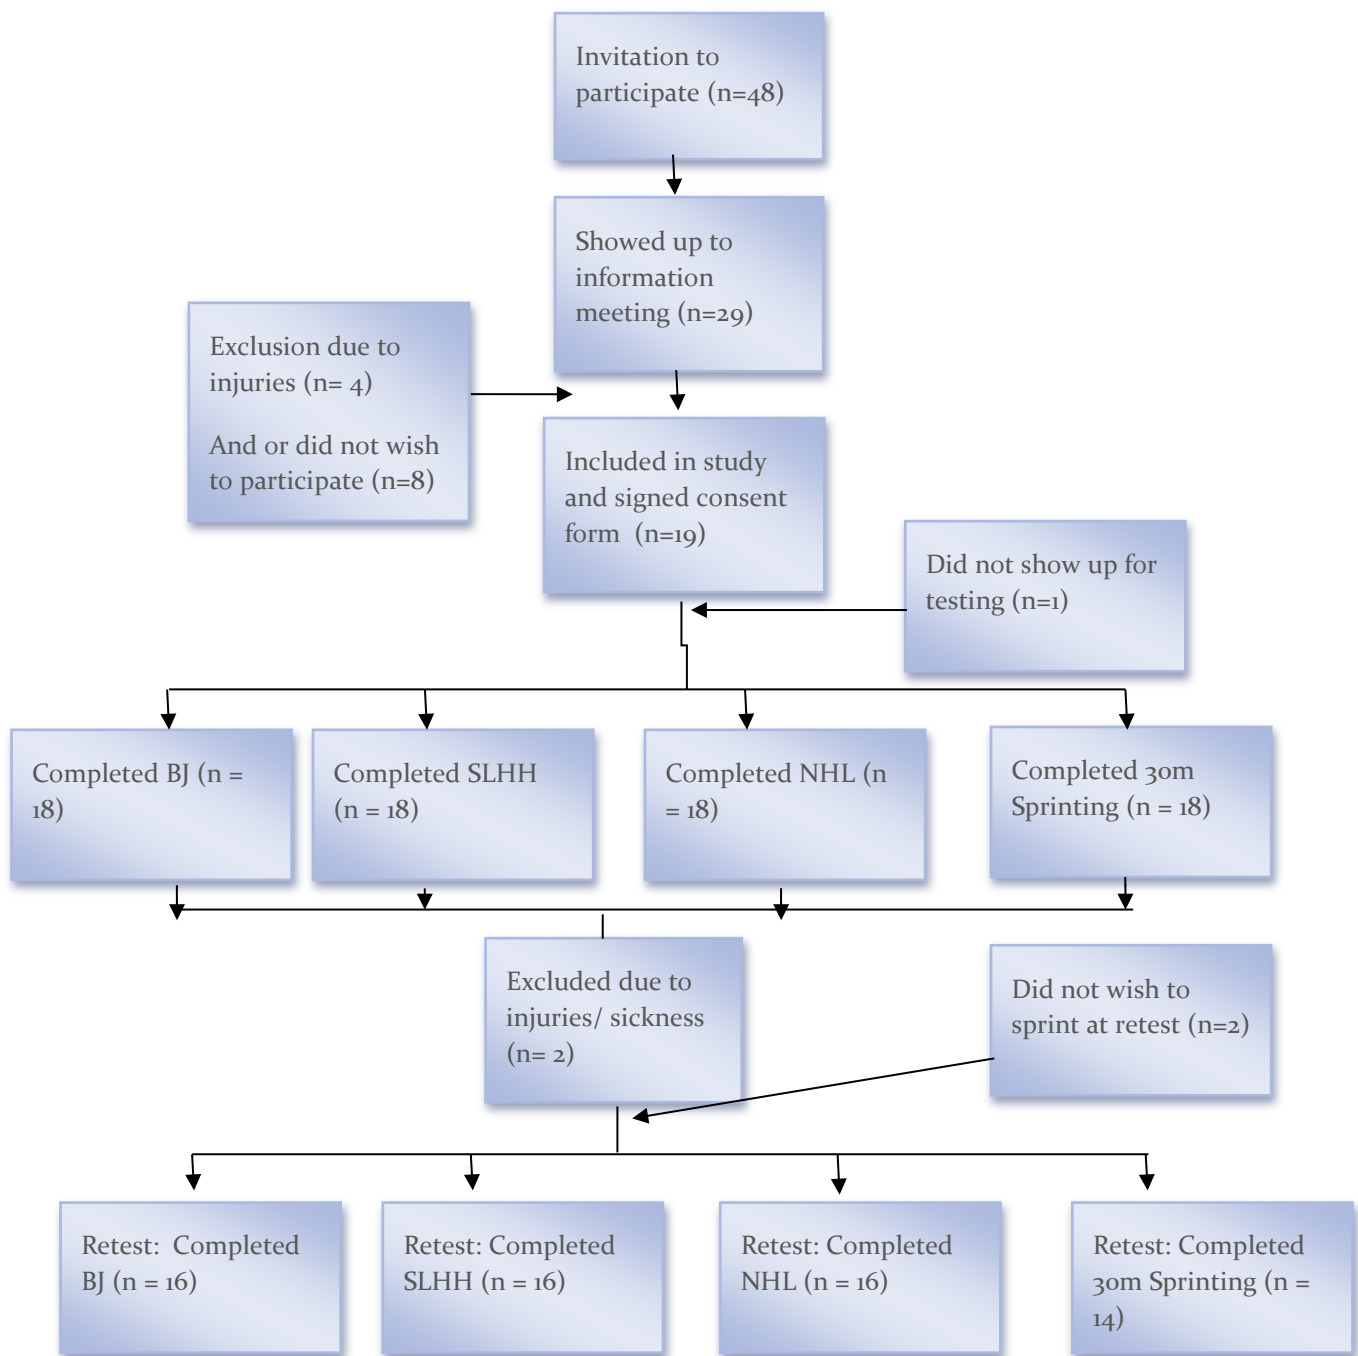 Invitation to
participate (n=48)
Showed up to
information
meeting (n=29)
Exclusion due to
injuries (n= 4)
And or did not wish
to participate (n=8)
Included in study
and signed consent
form  (n=19)
Did not show up for
testing (n=1)
Completed BJ (n =
18)
Completed SLHH
(n = 18)
Completed NHL (n
= 18)
Completed 30m
Sprinting (n = 18)
Excluded due to
injuries/ sickness
(n= 2)
Did not wish to
sprint at retest (n=2)
Retest:  Completed
BJ (n = 16)
Retest: Completed
SLHH (n = 16)
Retest: Completed
NHL (n = 16)
Retest: Completed
30m Sprinting (n =
14)